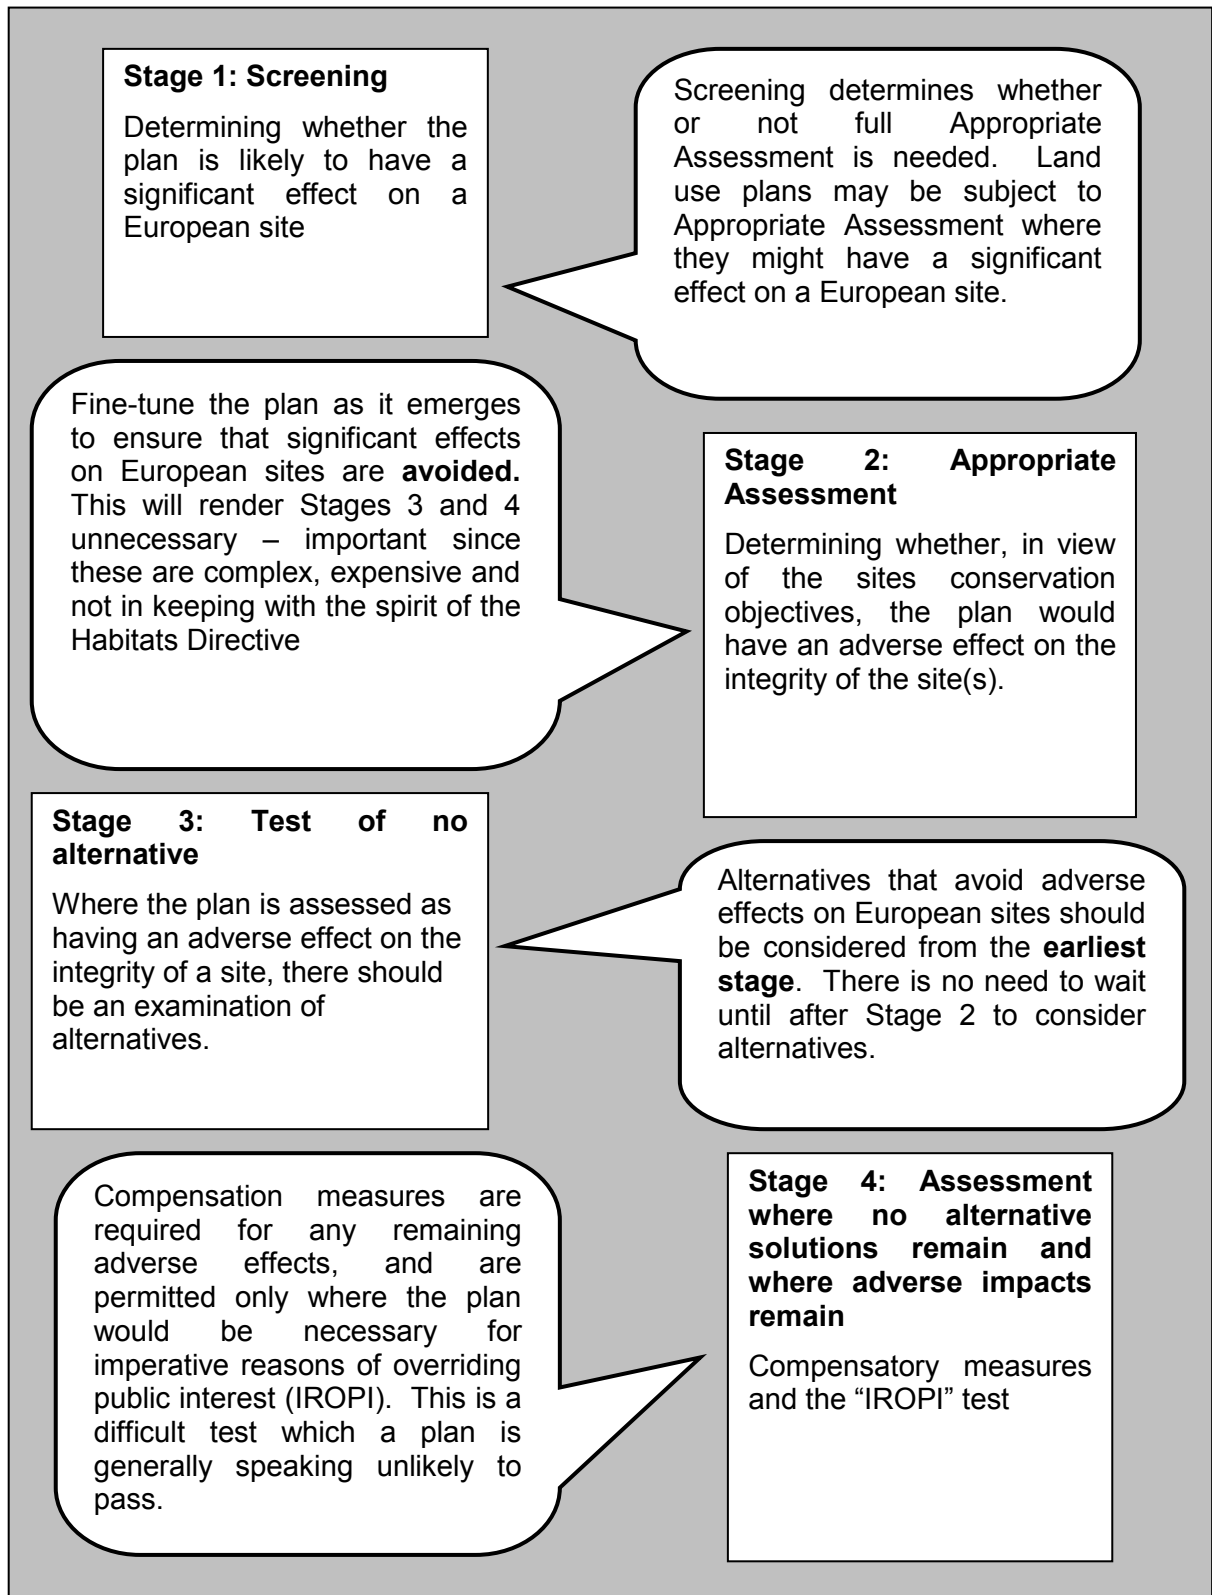 Stage 1: Screening
Determining whether the
plan is likely to have a
significant effect on a
European site
Screening determines whether
or not full Appropriate
Assessment is needed. Land
use plans may be subject to
Appropriate Assessment where
they might have a significant
effect on a European site.
Fine-tune the plan as it emerges
to ensure that significant effects
on European sites are avoided.
This will render Stages 3 and 4
unnecessary – important since
these are complex, expensive and
not in keeping with the spirit of the
Habitats Directive
Stage 2: Appropriate
Assessment
Determining whether, in view
of the sites conservation
objectives, the plan would
have an adverse effect on the
integrity of the site(s).
Stage 3: Test of no
alternative
Where the plan is assessed as
having an adverse effect on the
integrity of a site, there should
be an examination of
alternatives.
Alternatives that avoid adverse
effects on European sites should
be considered from the earliest
stage. There is no need to wait
until after Stage 2 to consider
alternatives.
Compensation measures are
required for any remaining
adverse effects, and are
permitted only where the plan
would be necessary for
imperative reasons of overriding
public interest (IROPI). This is a
difficult test which a plan is
generally speaking unlikely to
pass.
Stage 4: Assessment
where no alternative
solutions remain and
where adverse impacts
remain
Compensatory measures
and the “IROPI” test